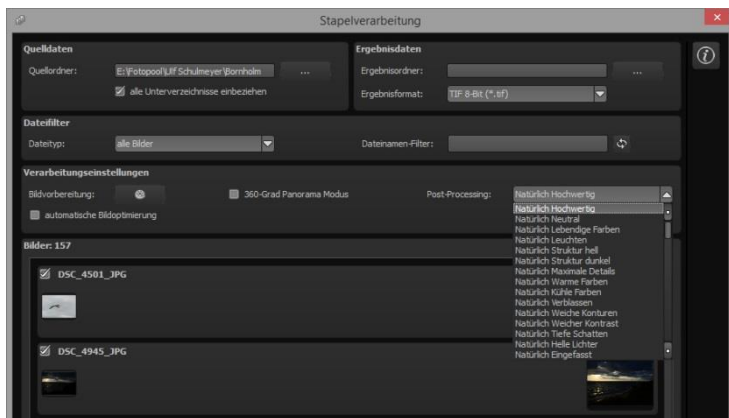 Stapelverarbeitung
Quelldaten
Quellordner: E:\Fotopool\Ulf Schulmeyer\Bornholm ...
alle Unterverzeichnisse einbeziehen
Ergebnisdaten
Ergebnisordner: ...
Ergebnisformat: TIF 8-Bit (*.tif)
Dateifilter
Dateityp: alle Bilder
Dateinamen-Filter:
Verarbeitungseinstellungen
Bildvorbereitung:
360-Grad Panorama Modus
Post-Processing: Natürlich Hochwertig
automatische Bildoptimierung
Natürlich Hochwertig
Natürlich Neutral
Natürlich Lebendige Farben
Natürlich Leuchten
Natürlich Struktur hell
Natürlich Struktur dunkel
Natürlich Maximale Details
Natürlich Warme Farben
Natürlich Kühle Farben
Natürlich Verblassen
Natürlich Weiche Konturen
Natürlich Weicher Kontrast
Natürlich Tiefe Schatten
Natürlich Helle Lichter
Natürlich Eingefasst
Bilder: 157
DSC_4501_JPG
DSC_4945_JPG